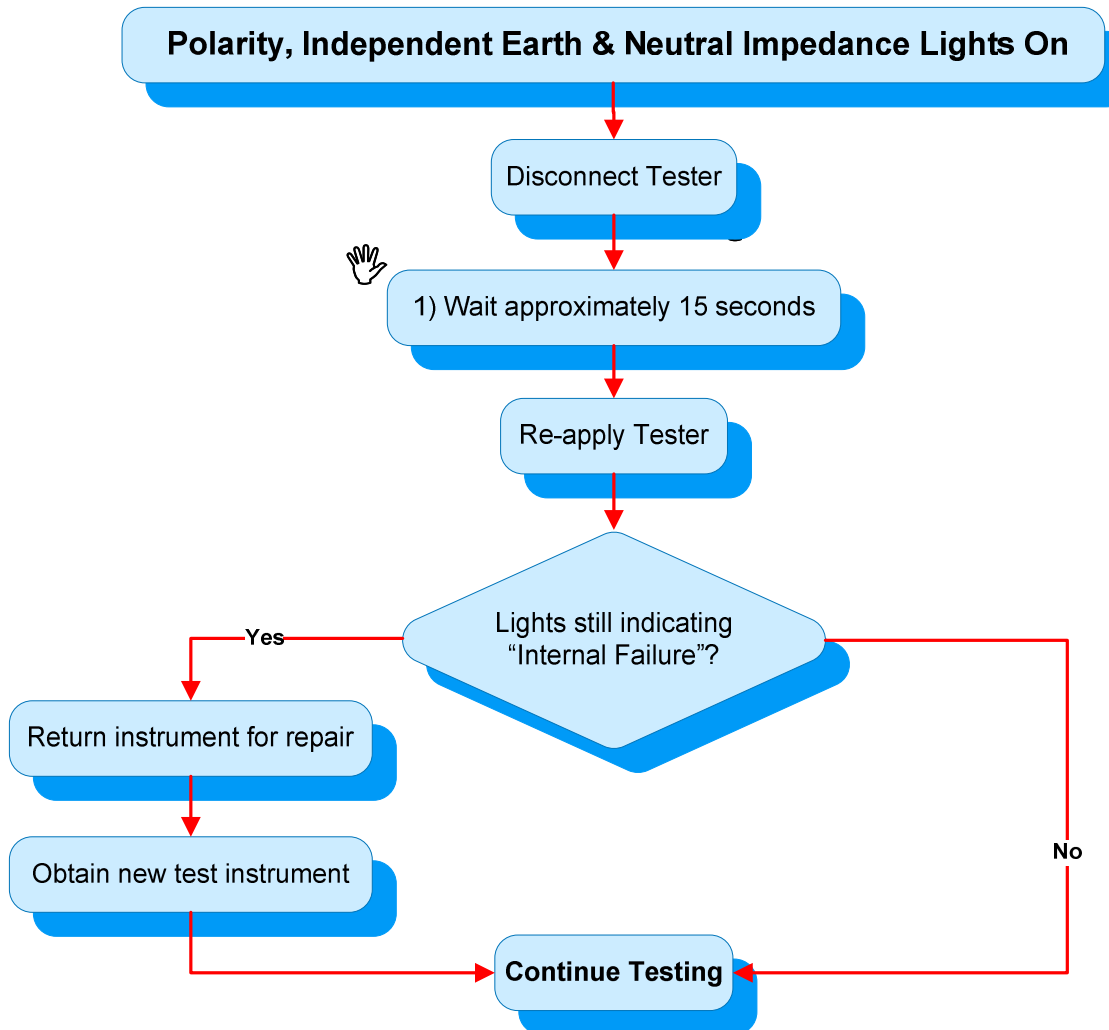 Polarity, Independent Earth & Neutral Impedance Lights On
Disconnect Tester
1) Wait approximately 15 seconds
Re-apply Tester
Lights still indicating
“Internal Failure”?
Yes
Return instrument for repair
Obtain new test instrument
No
Continue Testing